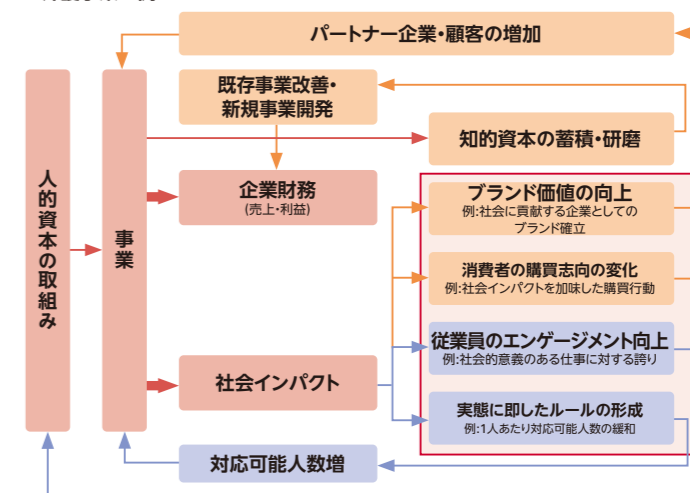 パートナー企業・顧客の増加
既存事業改善・
新規事業開発
知的資本の蓄積・研磨
人的資本の取組み
事業
企業財務
(売上・利益)
ブランド価値の向上
例:社会に貢献する企業としての
ブランド確立
消費者の購買志向の変化
例:社会インパクトを加味した購買行動
従業員のエンゲージメント向上
例:社会的意義のある仕事に対する誇り
社会インパクト
実態に即したルールの形成
例:1人あたり対応可能人数の緩和
対応可能人数増